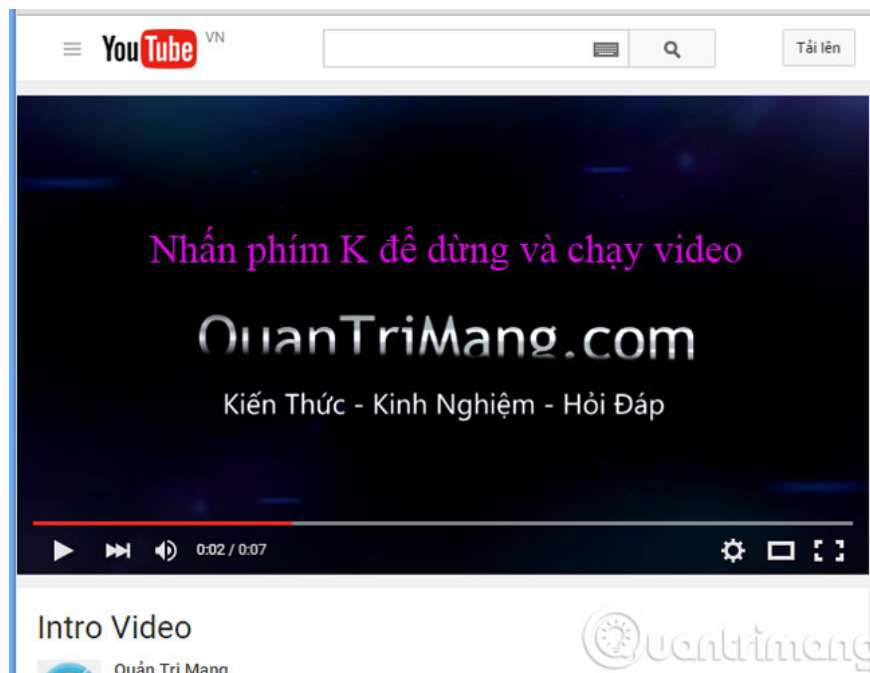 YouTube VN
Tải lên
Nhấn phím K để dừng và chạy video
QuanTriMang.com
Kiến Thức - Kinh Nghiệm - Hỏi Đáp
0:02 / 0:07
Intro Video
Quản Trị Mạng
Quantrimang